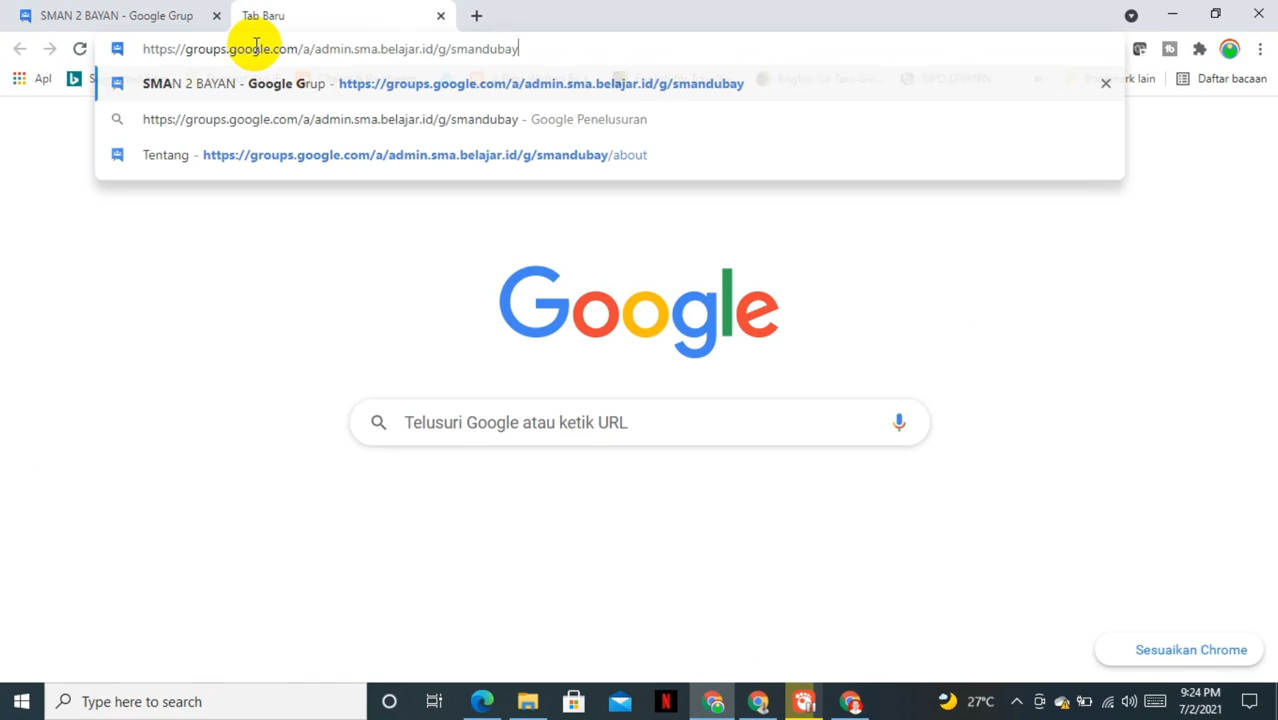 SMAN 2 BAYAN - Google Grup
Tab Baru
https://groups.google.com/a/admin.sma.belajar.id/g/smandubay
SMAN 2 BAYAN - Google Grup - https://groups.google.com/a/admin.sma.belajar.id/g/smandubay
https://groups.google.com/a/admin.sma.belajar.id/g/smandubay - Google Penelusuran
Tentang - https://groups.google.com/a/admin.sma.belajar.id/g/smandubay/about
Apl
lain
Daftar bacaan
Google
Telusuri Google atau ketik URL
Sesuaikan Chrome
Type here to search
27°C
9:24 PM
7/2/2021